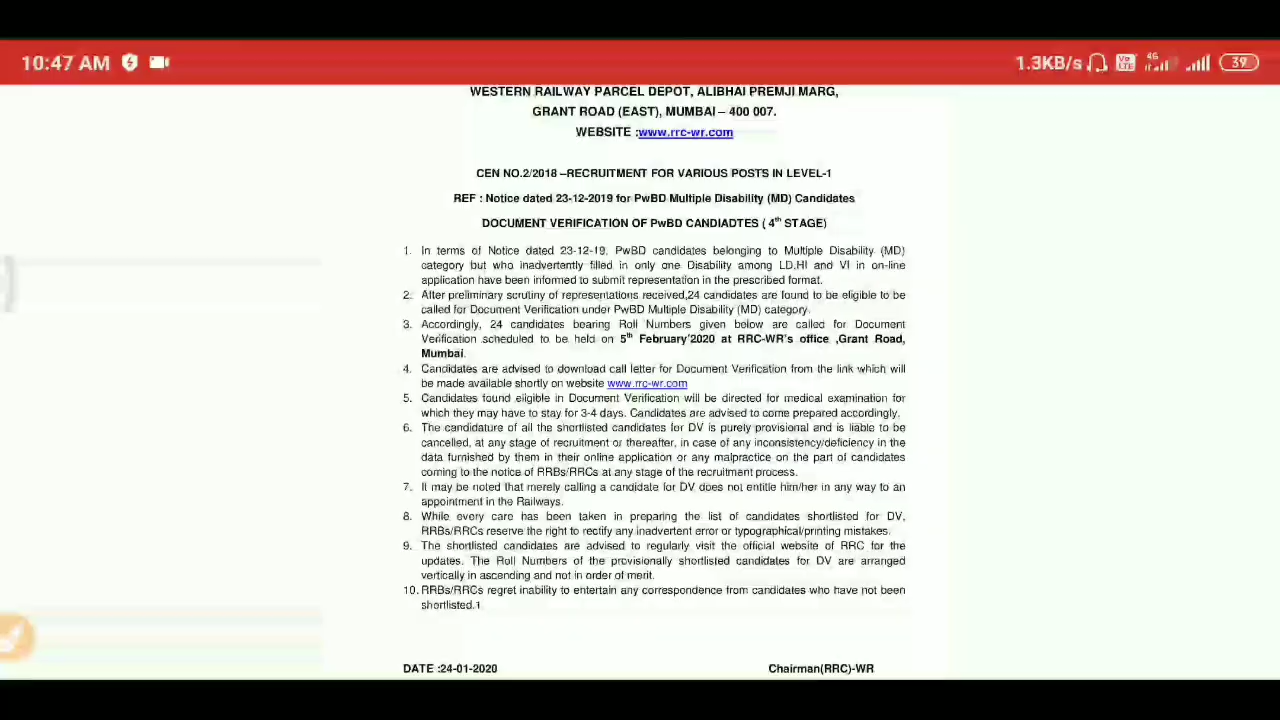 10:47 AM
1.3KB/s Vo LTE 4G 39
WESTERN RAILWAY PARCEL DEPOT, ALIBHAI PREMJI MARG,
GRANT ROAD (EAST), MUMBAI – 400 007.
WEBSITE :www.rrc-wr.com
CEN NO.2/2018 –RECRUITMENT FOR VARIOUS POSTS IN LEVEL-1
REF : Notice dated 23-12-2019 for PwBD Multiple Disability (MD) Candidates
DOCUMENT VERIFICATION OF PwBD CANDIADTES ( 4th STAGE)
1. In terms of Notice dated 23-12-19, PwBD candidates belonging to Multiple Disability (MD)
category but who inadvertently filled in only one Disability among LD,HI and VI in on-line
application have been informed to submit representation in the prescribed format.
2. After preliminary scrutiny of representations received,24 candidates are found to be eligible to be
called for Document Verification under PwBD Multiple Disability (MD) category.
3. Accordingly, 24 candidates bearing Roll Numbers given below are called for Document
Verification scheduled to be held on 5th February'2020 at RRC-WR's office ,Grant Road,
Mumbai.
4. Candidates are advised to download call letter for Document Verification from the link which will
be made available shortly on website www.rrc-wr.com
5. Candidates found eligible in Document Verification will be directed for medical examination for
which they may have to stay for 3-4 days. Candidates are advised to come prepared accordingly.
6. The candidature of all the shortlisted candidates for DV is purely provisional and is liable to be
cancelled, at any stage of recruitment or thereafter, in case of any inconsistency/deficiency in the
data furnished by them in their online application or any malpractice on the part of candidates
coming to the notice of RRBs/RRCs at any stage of the recruitment process.
7. It may be noted that merely calling a candidate for DV does not entitle him/her in any way to an
appointment in the Railways.
8. While every care has been taken in preparing the list of candidates shortlisted for DV,
RRBs/RRCs reserve the right to rectify any inadvertent error or typographical/printing mistakes.
9. The shortlisted candidates are advised to regularly visit the official website of RRC for the
updates. The Roll Numbers of the provisionally shortlisted candidates for DV are arranged
vertically in ascending and not in order of merit.
10. RRBs/RRCs regret inability to entertain any correspondence from candidates who have not been
shortlisted.1
DATE :24-01-2020 Chairman(RRC)-WR